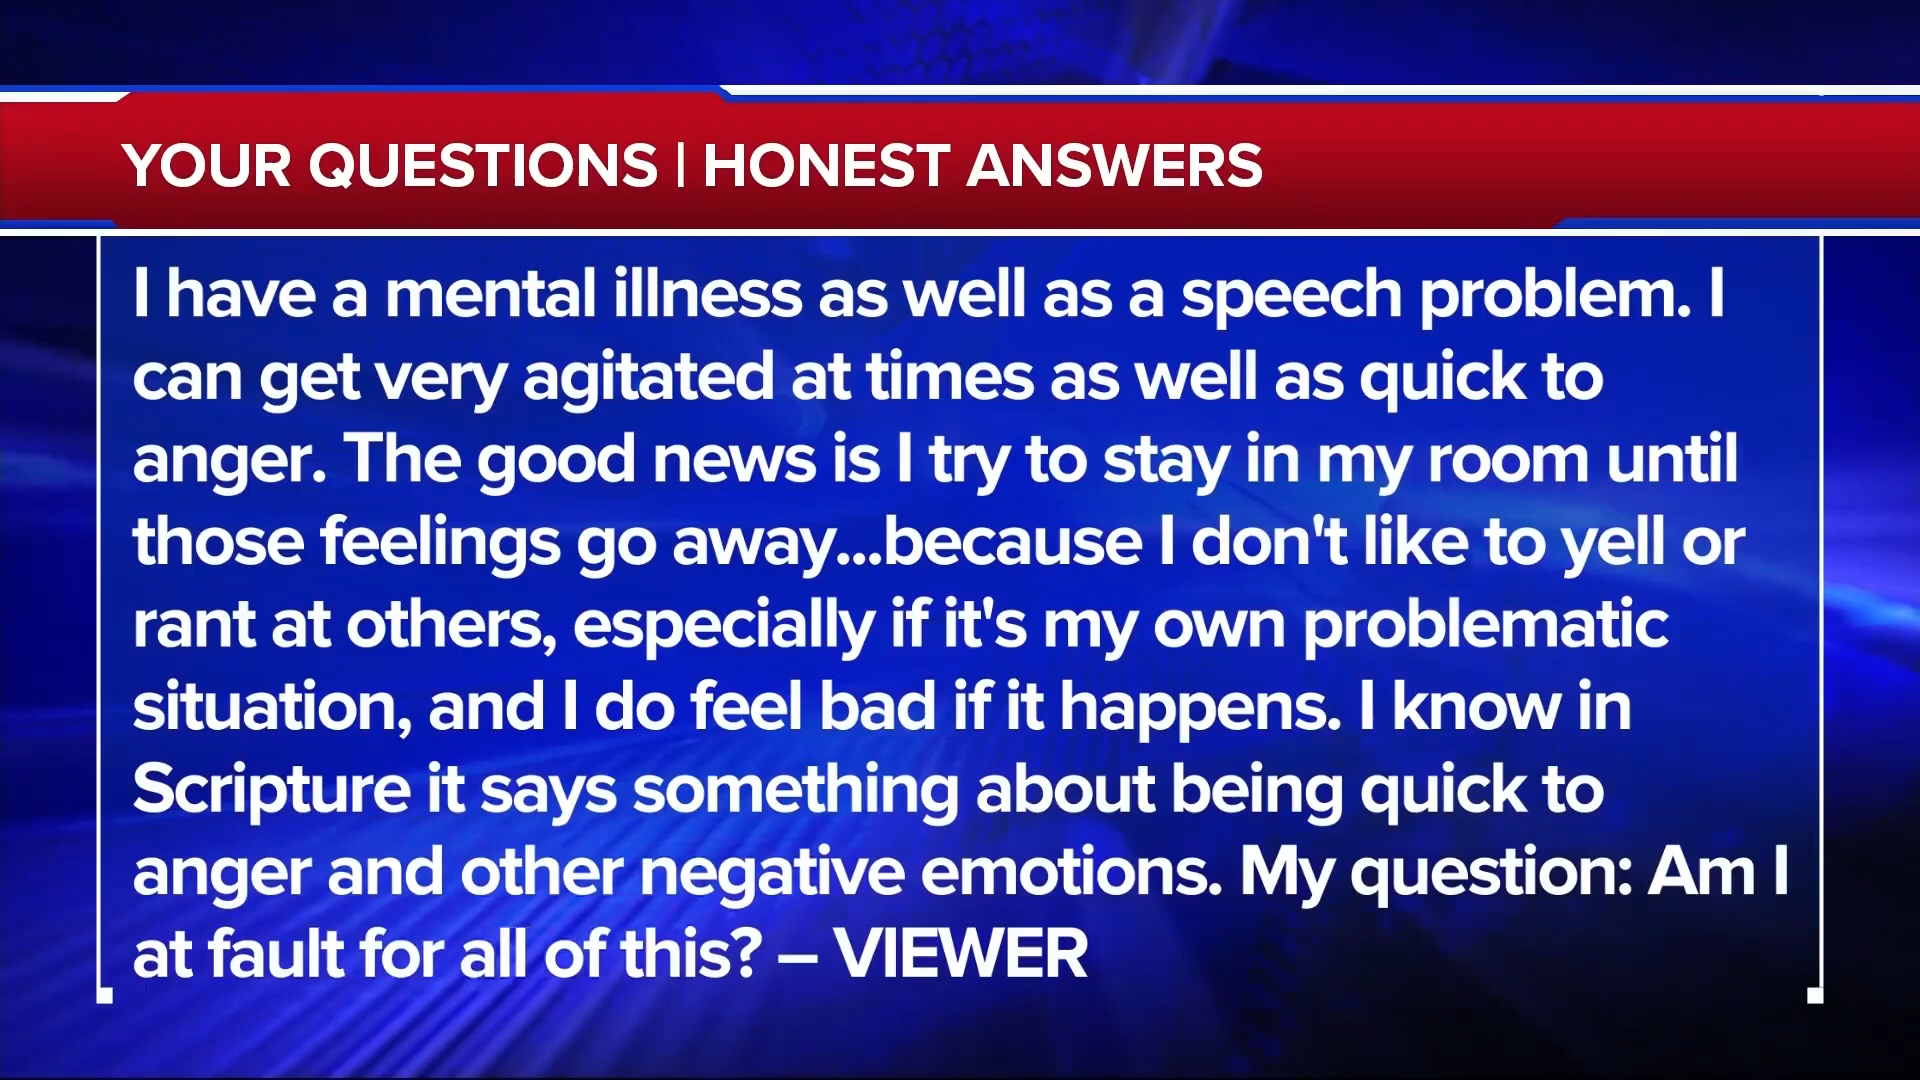 YOUR QUESTIONS | HONEST ANSWERS
I have a mental illness as well as a speech problem. I
can get very agitated at times as well as quick to
anger. The good news is I try to stay in my room until
those feelings go away...because I don't like to yell or
rant at others, especially if it's my own problematic
situation, and I do feel bad if it happens. I know in
Scripture it says something about being quick to
anger and other negative emotions. My question: Am I
at fault for all of this? – VIEWER